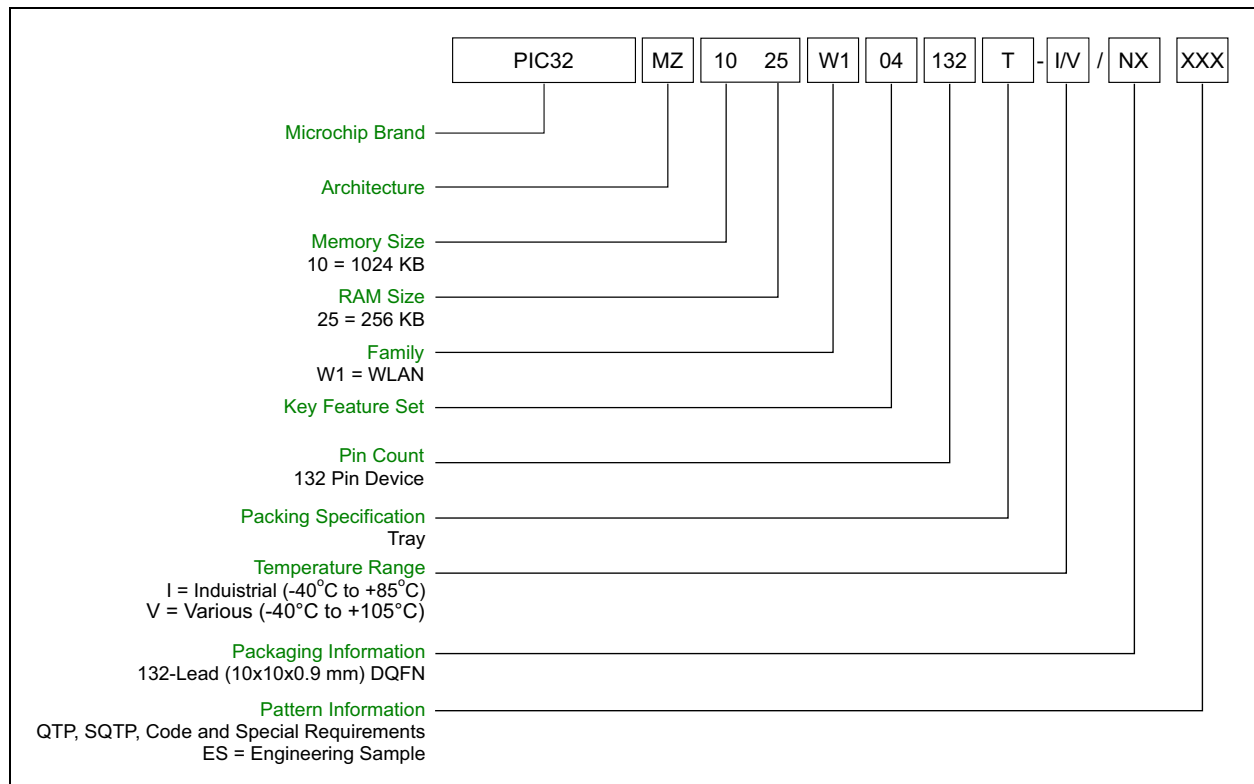 PIC32 MZ 10 25 W1 04 132 T - I/V / NX XXX
Microchip Brand
Architecture
Memory Size
10 = 1024 KB
RAM Size
25 = 256 KB
Family
W1 = WLAN
Key Feature Set
Pin Count
132 Pin Device
Packing Specification
Tray
Temperature Range
I = Induistrial (-40°C to +85°C)
V = Various (-40°C to +105°C)
Packaging Information
132-Lead (10x10x0.9 mm) DQFN
Pattern Information
QTP, SQTP, Code and Special Requirements
ES = Engineering Sample